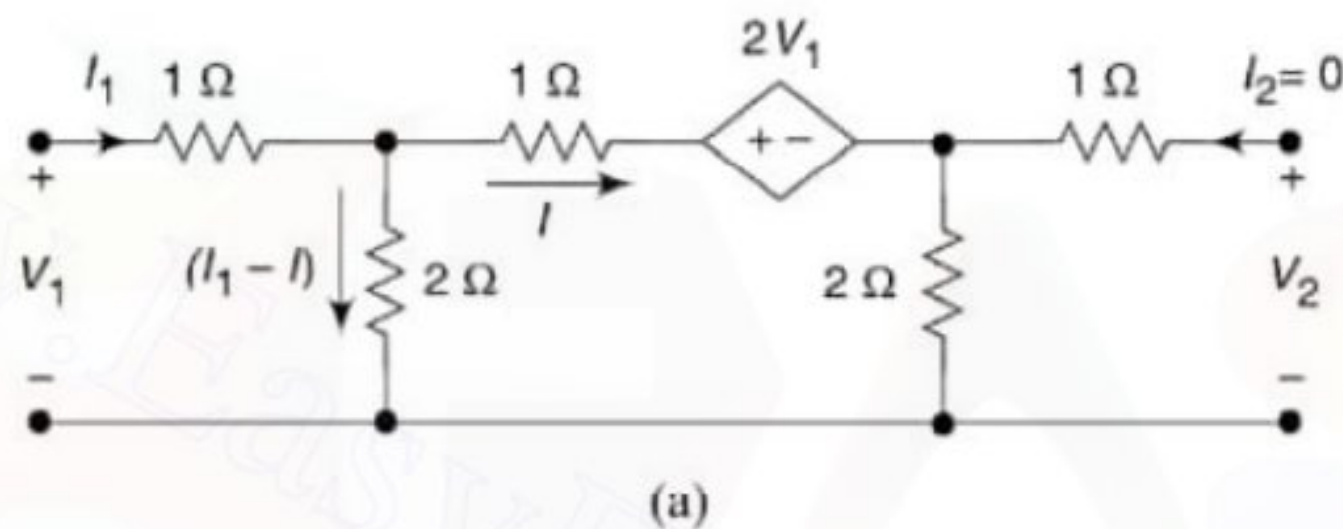 2V₁
I₁ 1 Ω 1 Ω 1 Ω I₂= 0
+ + − +
I
V₁ (I₁ − I) 2 Ω 2 Ω V₂
− −
(a)